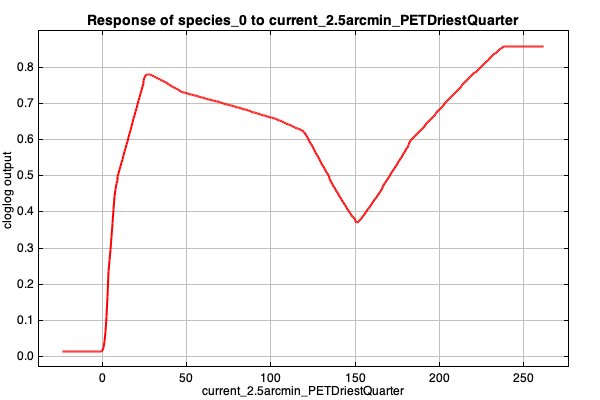 Response of species_0 to current_2.5arcmin_PETDriestQuarter
cloglog output
0.8
0.7
0.6
0.5
0.4
0.3
0.2
0.1
0.0
0 50 100 150 200 250
current_2.5arcmin_PETDriestQuarter